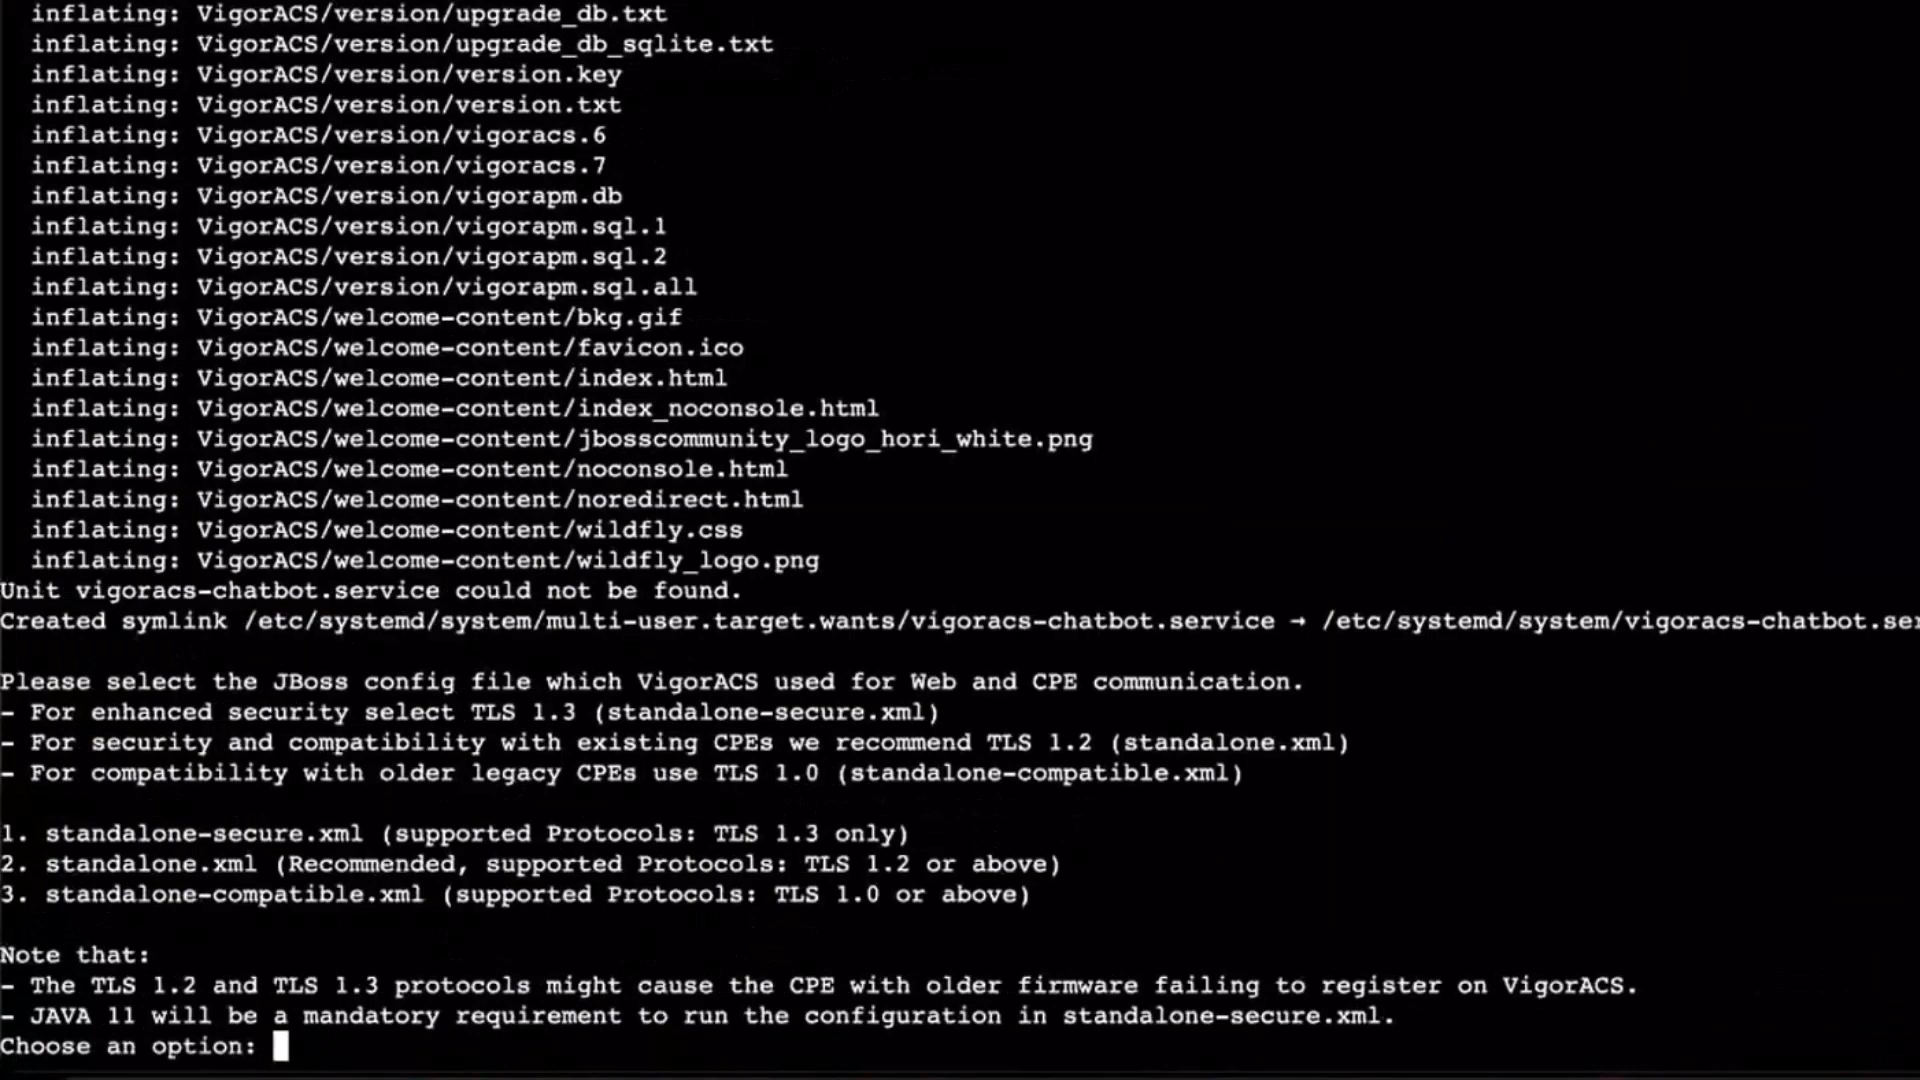 inflating: VigorACS/version/upgrade_db.txt
inflating: VigorACS/version/upgrade_db_sqlite.txt
inflating: VigorACS/version/version.key
inflating: VigorACS/version/version.txt
inflating: VigorACS/version/vigoracs.6
inflating: VigorACS/version/vigoracs.7
inflating: VigorACS/version/vigorapm.db
inflating: VigorACS/version/vigorapm.sql.1
inflating: VigorACS/version/vigorapm.sql.2
inflating: VigorACS/version/vigorapm.sql.all
inflating: VigorACS/welcome-content/bkg.gif
inflating: VigorACS/welcome-content/favicon.ico
inflating: VigorACS/welcome-content/index.html
inflating: VigorACS/welcome-content/index_noconsole.html
inflating: VigorACS/welcome-content/jbosscommunity_logo_hori_white.png
inflating: VigorACS/welcome-content/noconsole.html
inflating: VigorACS/welcome-content/noredirect.html
inflating: VigorACS/welcome-content/wildfly.css
inflating: VigorACS/welcome-content/wildfly_logo.png
Unit vigoracs-chatbot.service could not be found.
Created symlink /etc/systemd/system/multi-user.target.wants/vigoracs-chatbot.service → /etc/systemd/system/vigoracs-chatbot.ser
Please select the JBoss config file which VigorACS used for Web and CPE communication.
- For enhanced security select TLS 1.3 (standalone-secure.xml)
- For security and compatibility with existing CPEs we recommend TLS 1.2 (standalone.xml)
- For compatibility with older legacy CPEs use TLS 1.0 (standalone-compatible.xml)
1. standalone-secure.xml (supported Protocols: TLS 1.3 only)
2. standalone.xml (Recommended, supported Protocols: TLS 1.2 or above)
3. standalone-compatible.xml (supported Protocols: TLS 1.0 or above)
Note that:
- The TLS 1.2 and TLS 1.3 protocols might cause the CPE with older firmware failing to register on VigorACS.
- JAVA 11 will be a mandatory requirement to run the configuration in standalone-secure.xml.
Choose an option: